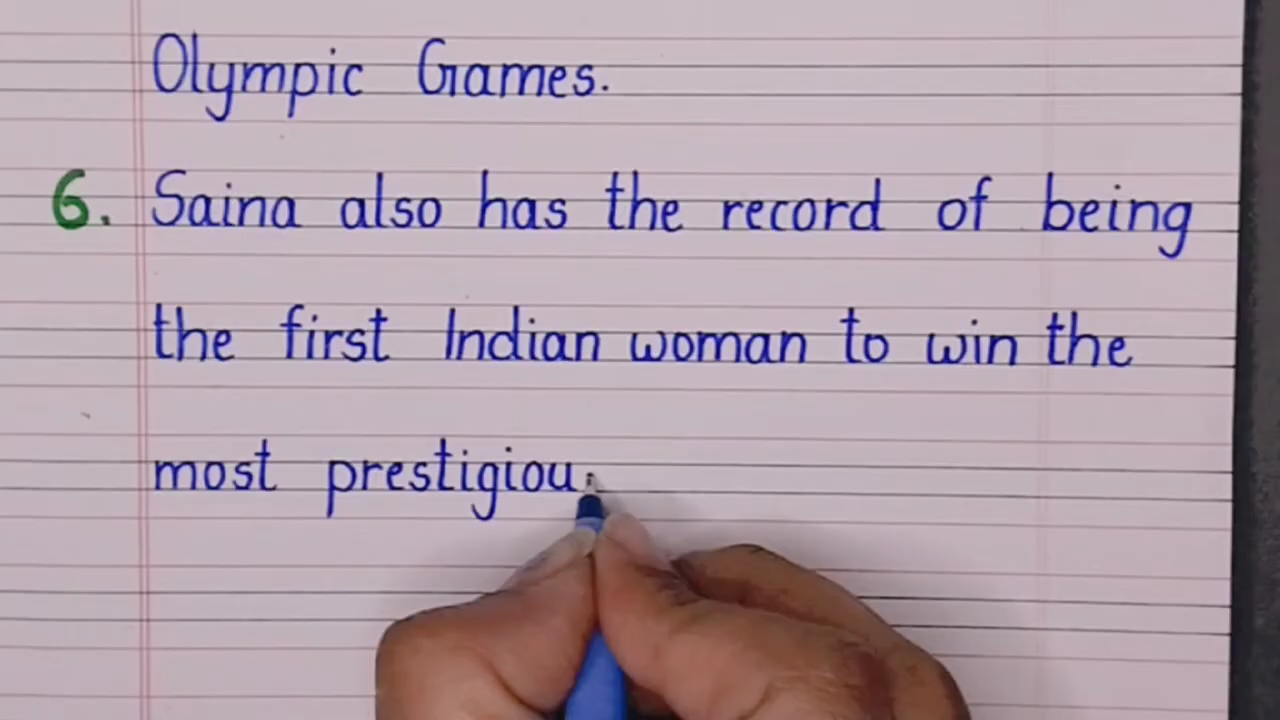 Olympic Games.
6. Saina also has the record of being
the first Indian woman to win the
most prestigiou